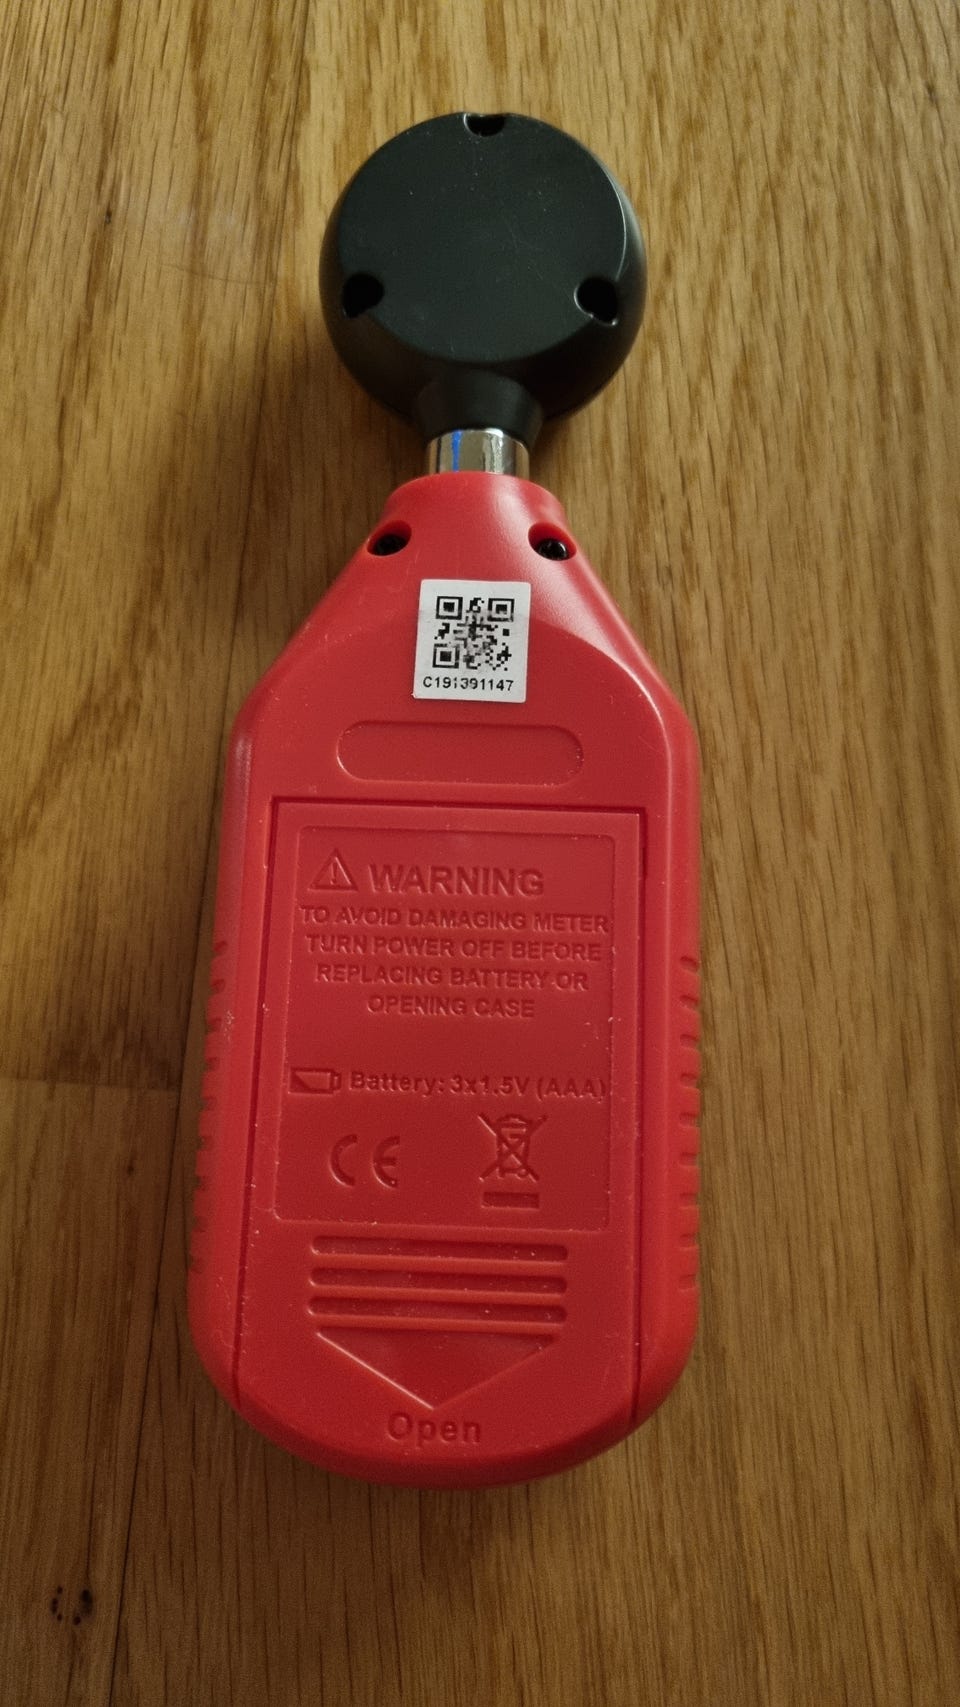 C191391147
WARNING
TO AVOID DAMAGING METER
TURN POWER OFF BEFORE
REPLACING BATTERY OR
OPENING CASE
Battery: 3x1.5V (AAA)
CE
Open